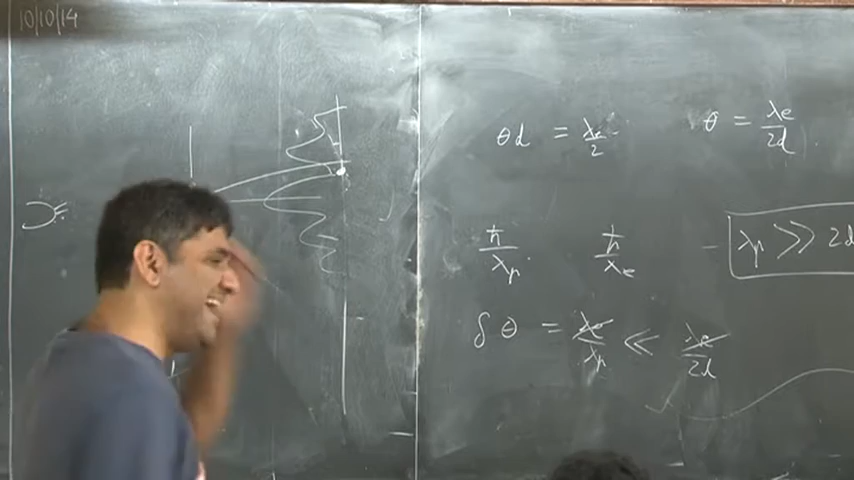 10/10/14
θd = λe/2    θ = λe/2d.
ħ/λp    ħ/λe    λp >> 2d
δθ = λe/λp << λe/2d